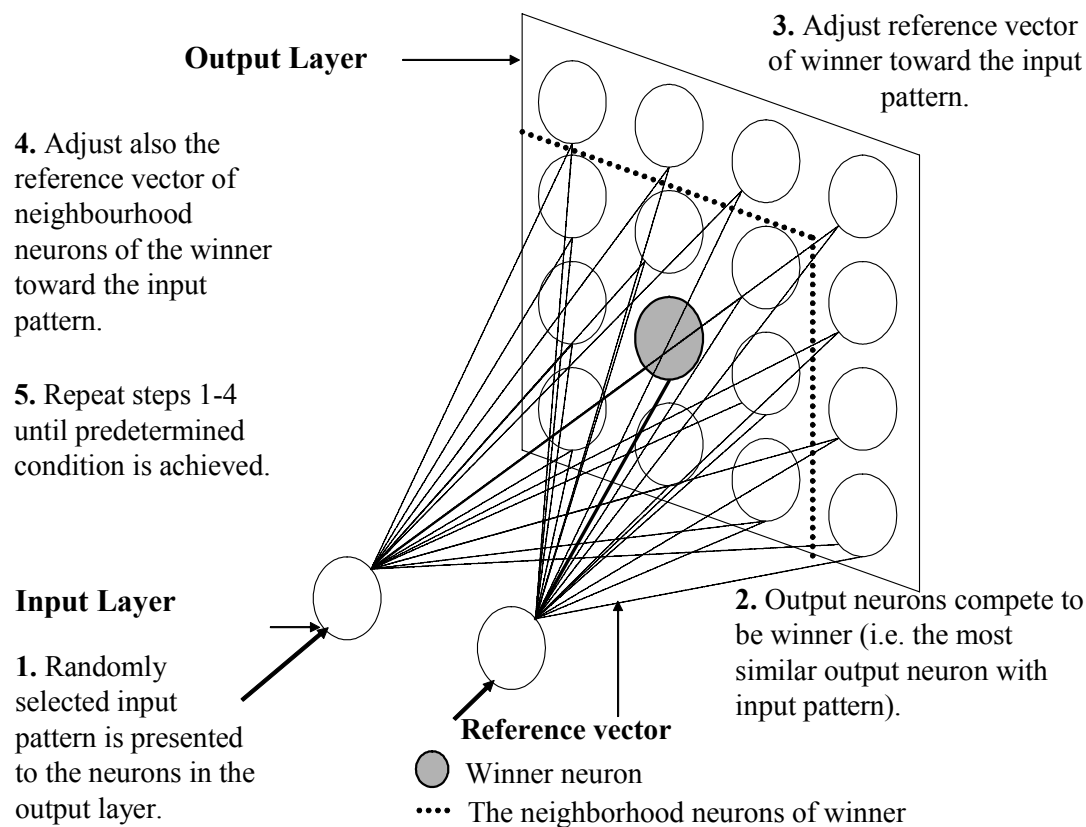 Output Layer
3. Adjust reference vector
of winner toward the input
pattern.
4. Adjust also the
reference vector of
neighbourhood
neurons of the winner
toward the input
pattern.
5. Repeat steps 1-4
until predetermined
condition is achieved.
Input Layer
1. Randomly
selected input
pattern is presented
to the neurons in the
output layer.
2. Output neurons compete to
be winner (i.e. the most
similar output neuron with
input pattern).
Reference vector
Winner neuron
The neighborhood neurons of winner